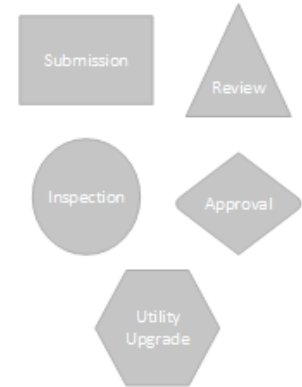 Submission
Review
Inspection
Approval
Utility
Upgrade